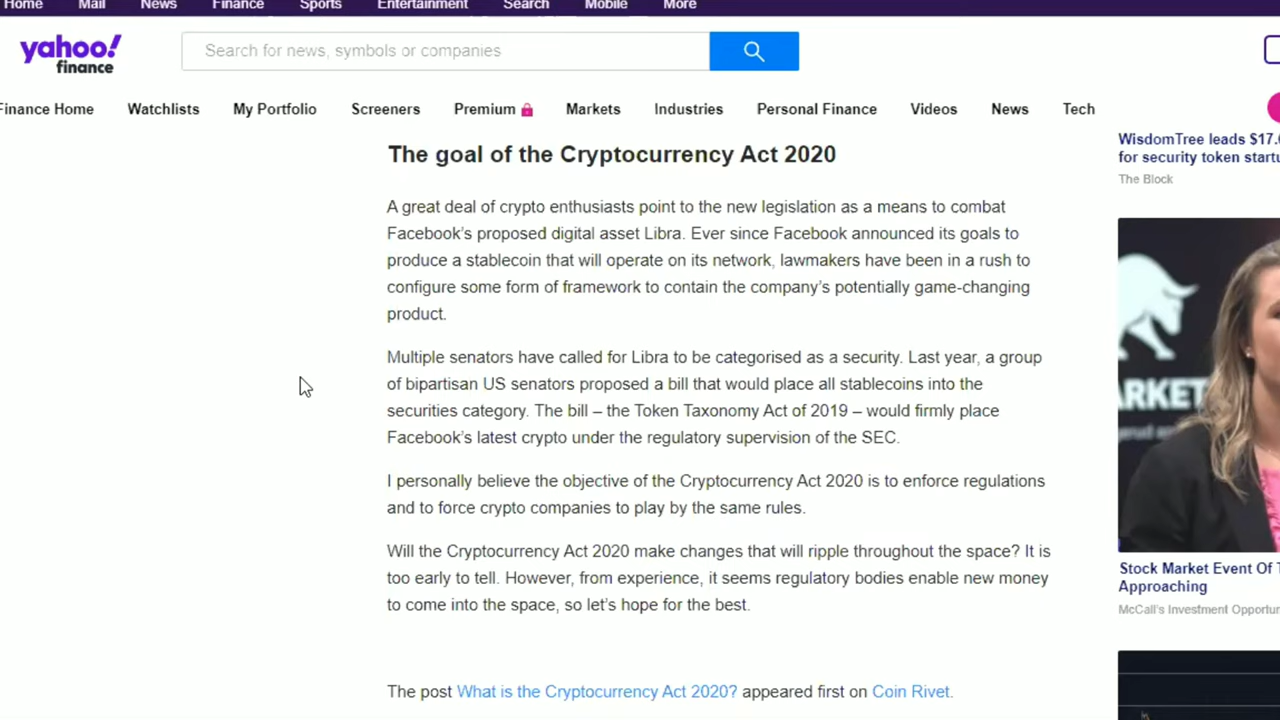 Home Mail News Finance Sports Entertainment Search Mobile More
yahoo!
finance
Search for news, symbols or companies
Finance Home Watchlists My Portfolio Screeners Premium Markets Industries Personal Finance Videos News Tech
The goal of the Cryptocurrency Act 2020
A great deal of crypto enthusiasts point to the new legislation as a means to combat
Facebook's proposed digital asset Libra. Ever since Facebook announced its goals to
produce a stablecoin that will operate on its network, lawmakers have been in a rush to
configure some form of framework to contain the company's potentially game-changing
product.
Multiple senators have called for Libra to be categorised as a security. Last year, a group
of bipartisan US senators proposed a bill that would place all stablecoins into the
securities category. The bill – the Token Taxonomy Act of 2019 – would firmly place
Facebook's latest crypto under the regulatory supervision of the SEC.
I personally believe the objective of the Cryptocurrency Act 2020 is to enforce regulations
and to force crypto companies to play by the same rules.
Will the Cryptocurrency Act 2020 make changes that will ripple throughout the space? It is
too early to tell. However, from experience, it seems regulatory bodies enable new money
to come into the space, so let's hope for the best.
The post What is the Cryptocurrency Act 2020? appeared first on Coin Rivet.
WisdomTree leads $17.
for security token startu
The Block
ARKET
Stock Market Event Of
Approaching
McCall's Investment Opportun